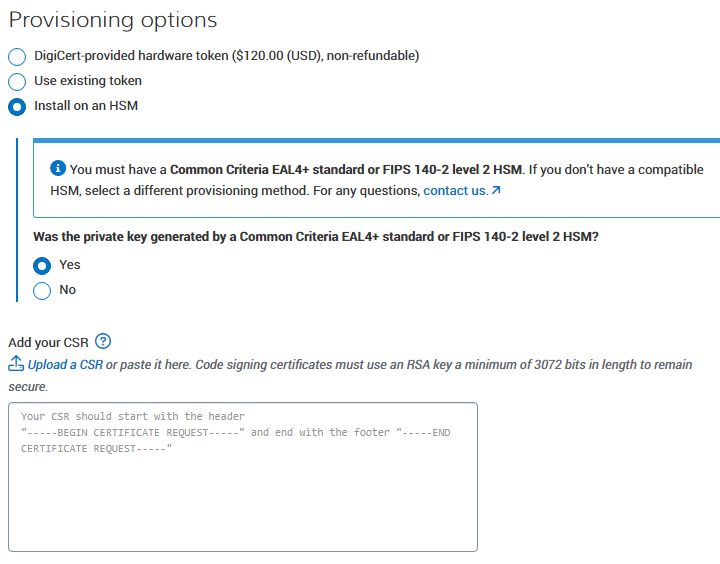 Provisioning options
DigiCert-provided hardware token ($120.00 (USD), non-refundable)
Use existing token
Install on an HSM
You must have a Common Criteria EAL4+ standard or FIPS 140-2 level 2 HSM. If you don't have a compatible
HSM, select a different provisioning method. For any questions, contact us.
Was the private key generated by a Common Criteria EAL4+ standard or FIPS 140-2 level 2 HSM?
Yes
No
Add your CSR
Upload a CSR or paste it here. Code signing certificates must use an RSA key a minimum of 3072 bits in length to remain
secure.
Your CSR should start with the header
"-----BEGIN CERTIFICATE REQUEST-----" and end with the footer "-----END
CERTIFICATE REQUEST-----"